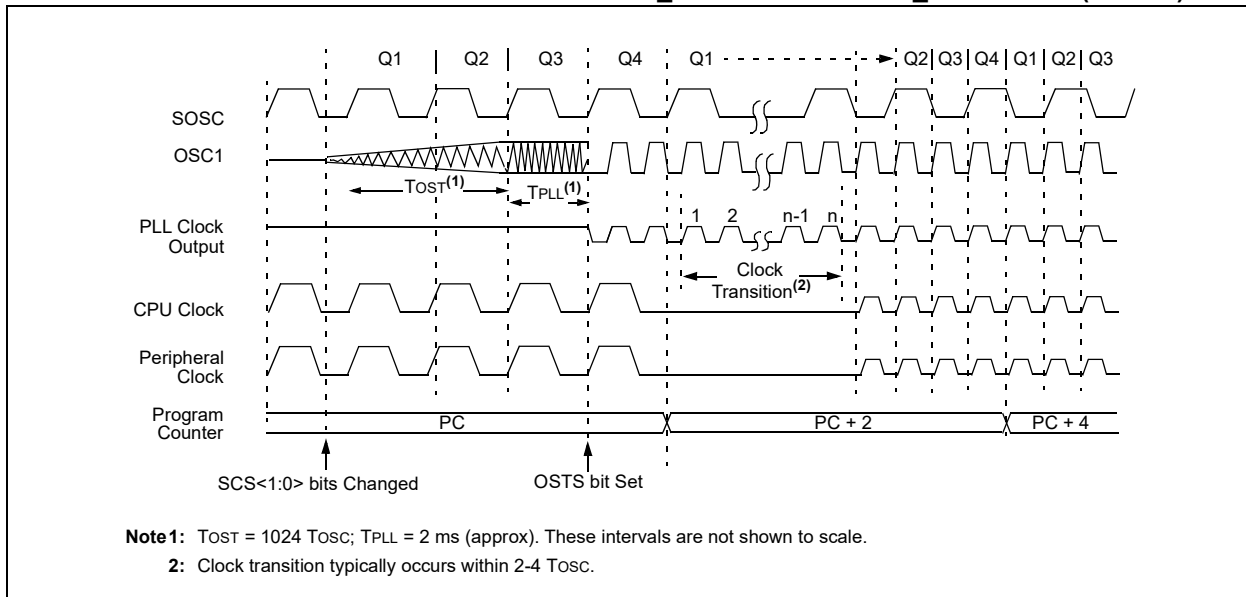 Q1 Q2 Q3 Q4 Q1 Q2 Q3 Q4 Q1 Q2 Q3
SOSC
OSC1
TOST(1) TPLL(1)
1 2 n-1 n
PLL Clock
Output
Clock
Transition(2)
CPU Clock
Peripheral
Clock
Program
Counter
PC PC + 2 PC + 4
SCS<1:0> bits Changed OSTS bit Set
Note 1: TOST = 1024 TOSC; TPLL = 2 ms (approx). These intervals are not shown to scale.
2: Clock transition typically occurs within 2-4 TOSC.